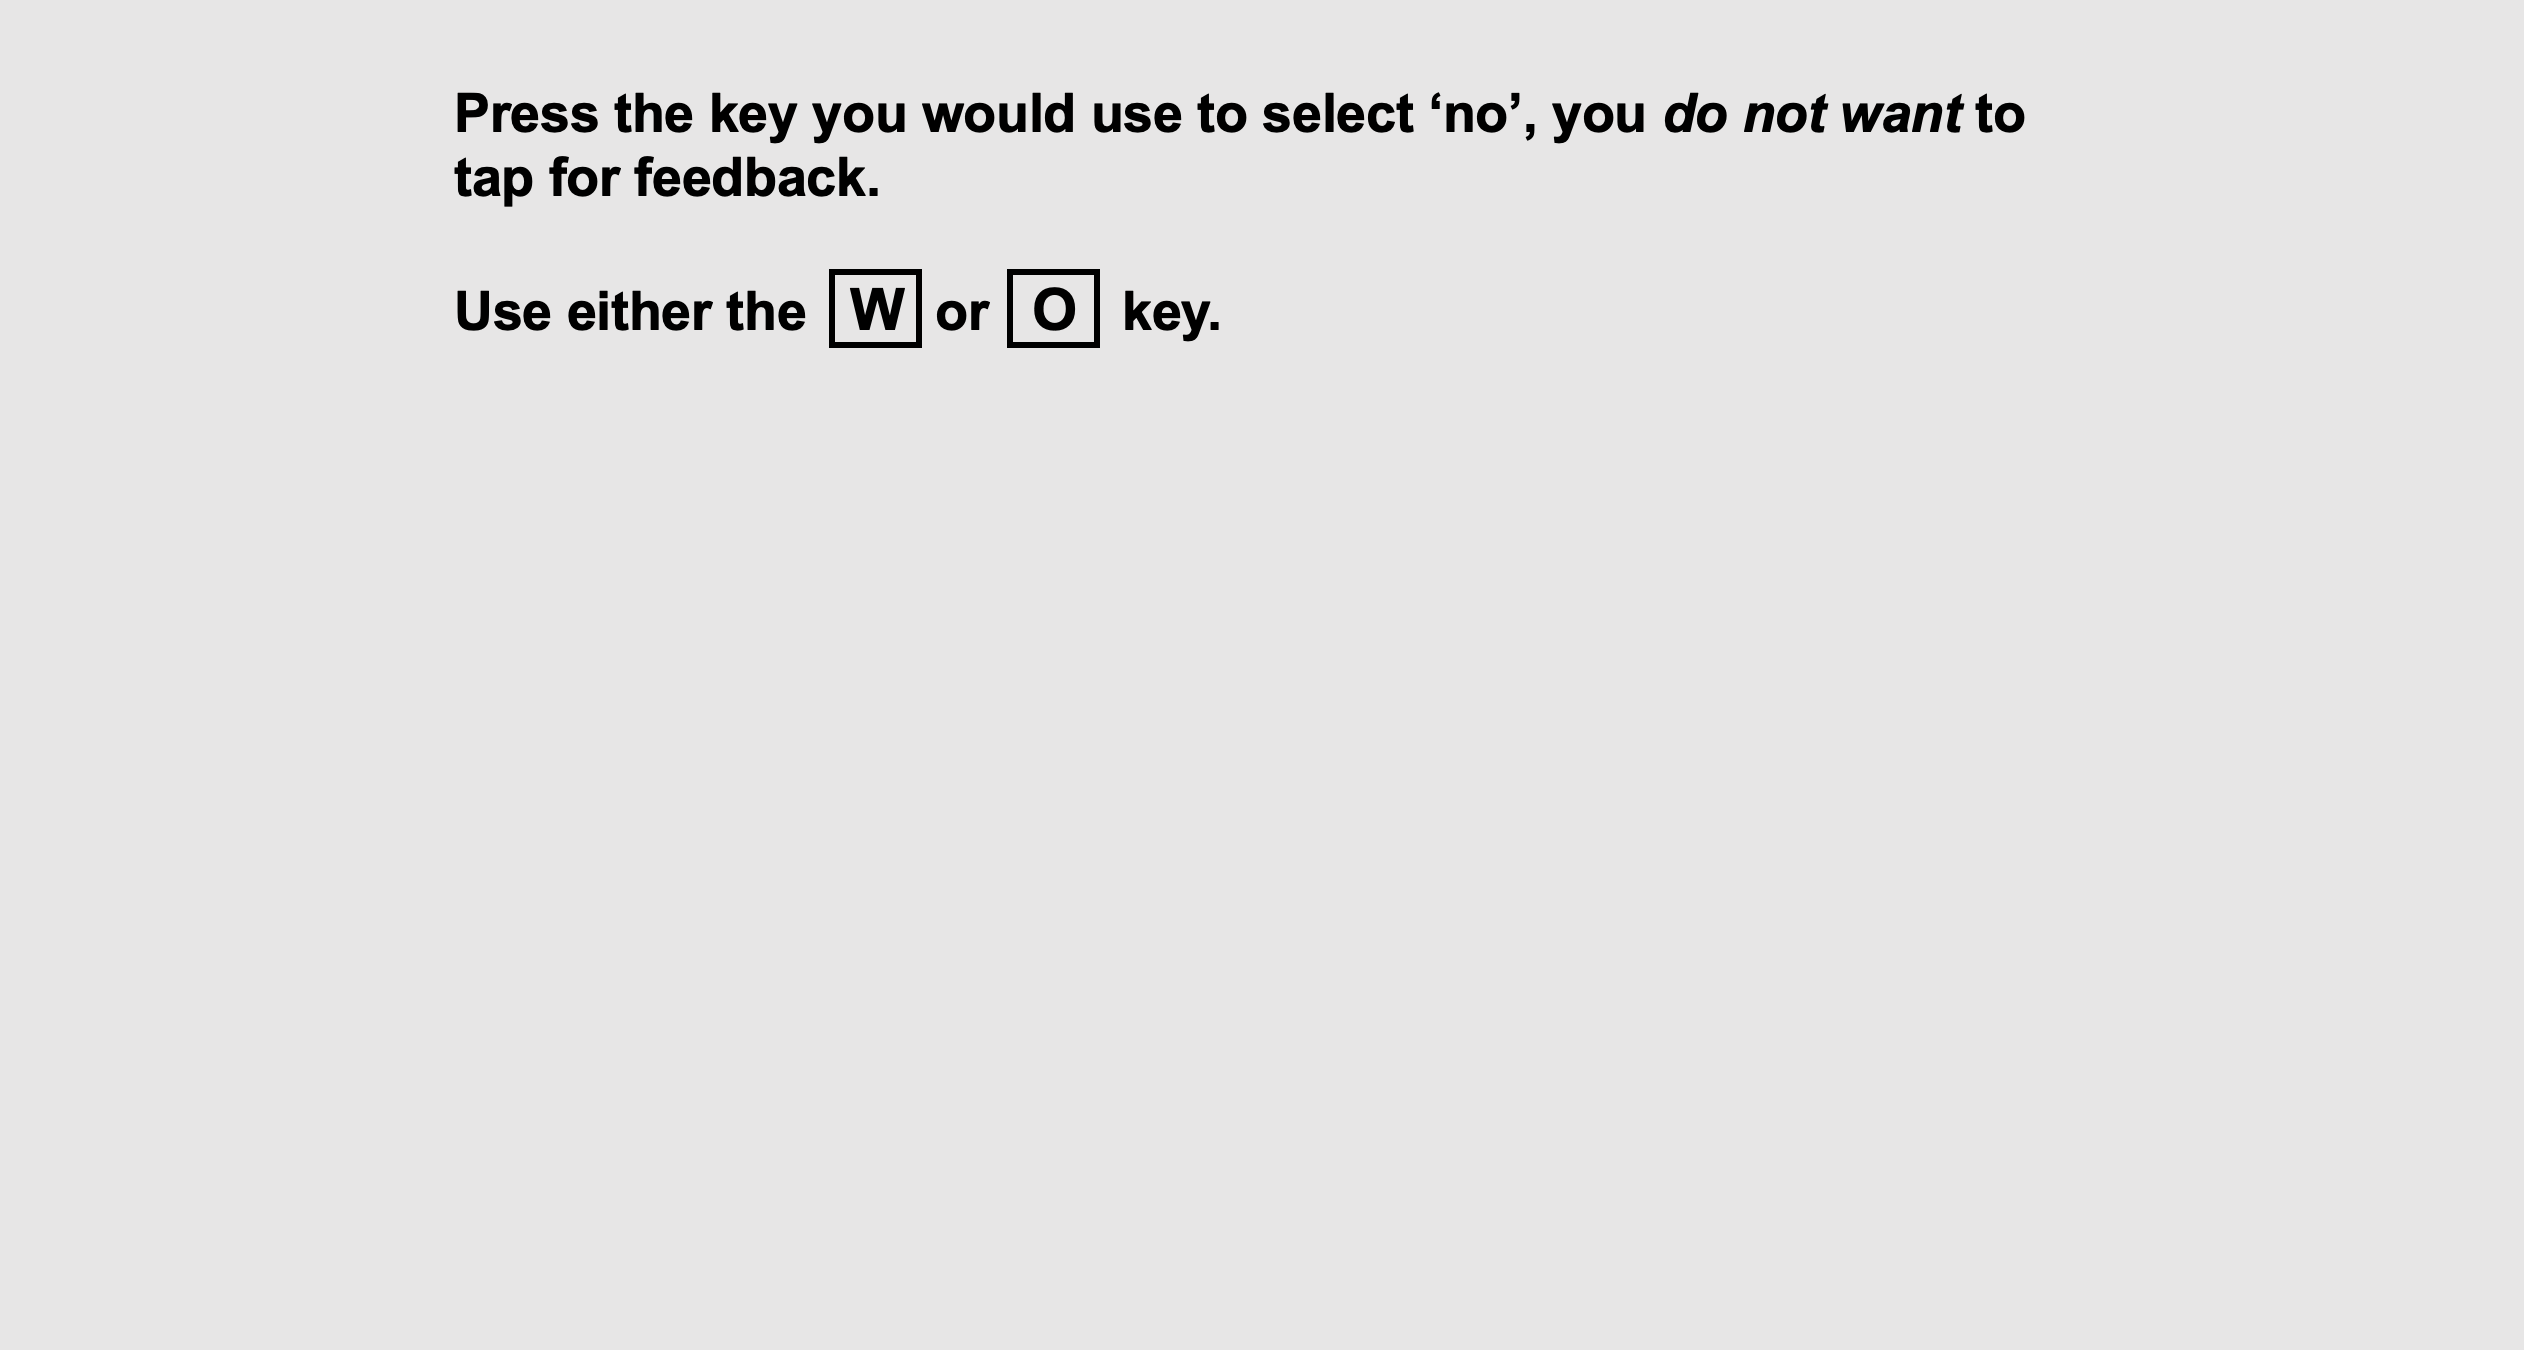 Press the key you would use to select ‘no’, you do not want to
tap for feedback.
Use either the W or O key.